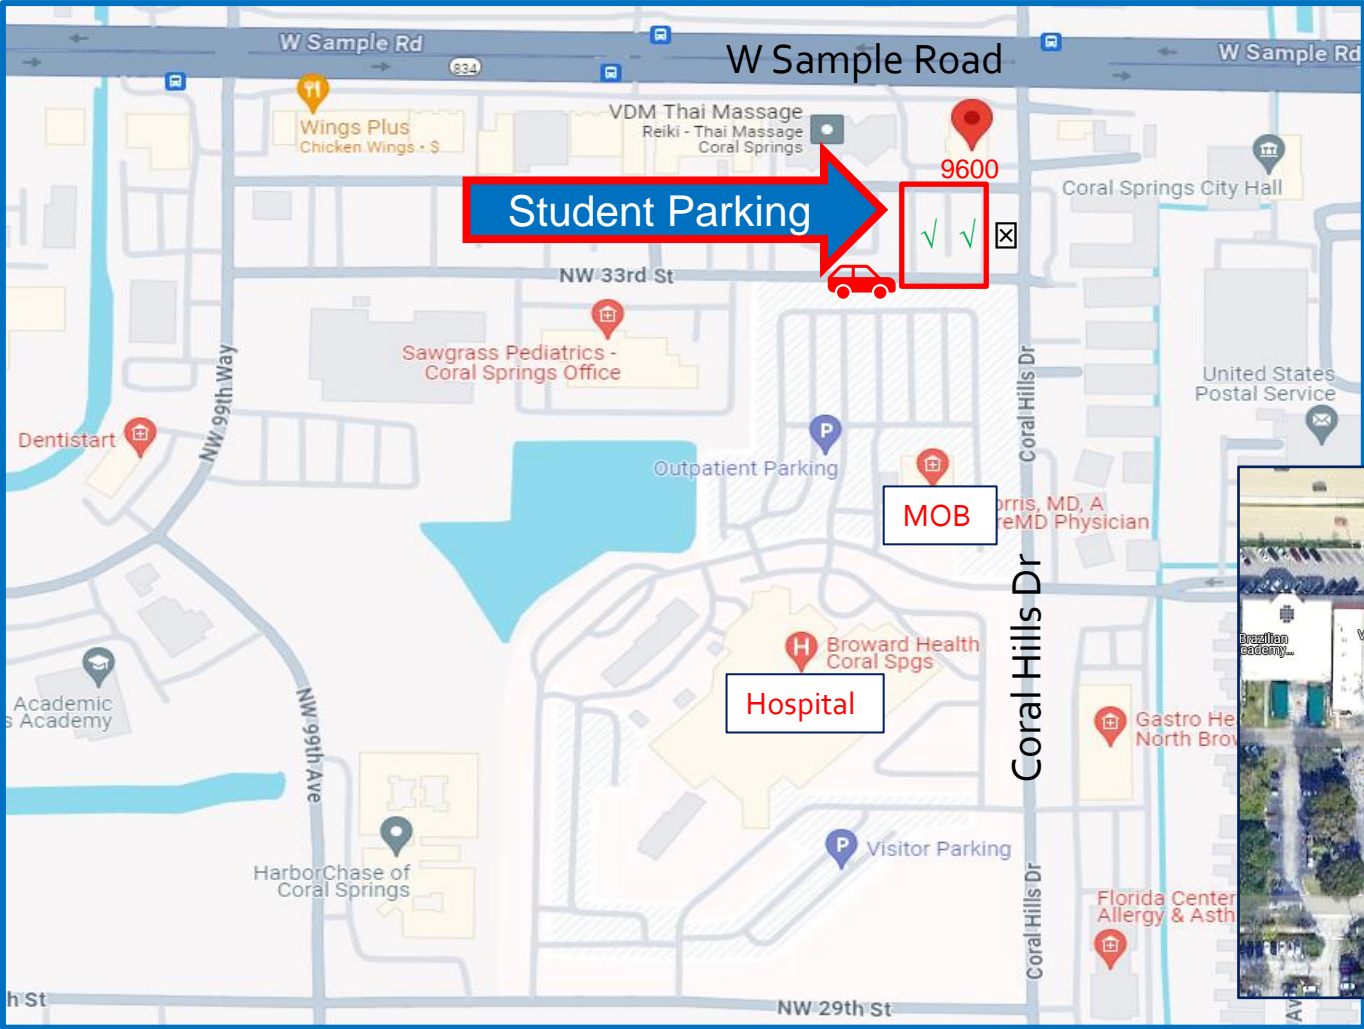 W Sample Rd
834
W Sample Road
W Sample Rd
Wings Plus
Chicken Wings • $
VDM Thai Massage
Reiki - Thai Massage
Coral Springs
9600
Coral Springs City Hall
Student Parking
√ √
NW 33rd St
Sawgrass Pediatrics -
Coral Springs Office
NW 99th Way
Coral Hills Dr
United States
Postal Service
Dentistart
P
Outpatient Parking
MOB
orris, MD, A
reMD Physician
Coral Hills Dr
Brazilian
cademy...
H
Broward Health
Coral Spgs
Hospital
Academic
s Academy
NW 99th Ave
Gastro He
North Brow
P
Visitor Parking
HarborChase of
Coral Springs
Coral Hills Dr
Florida Center
Allergy & Asth
h St
NW 29th St
Av